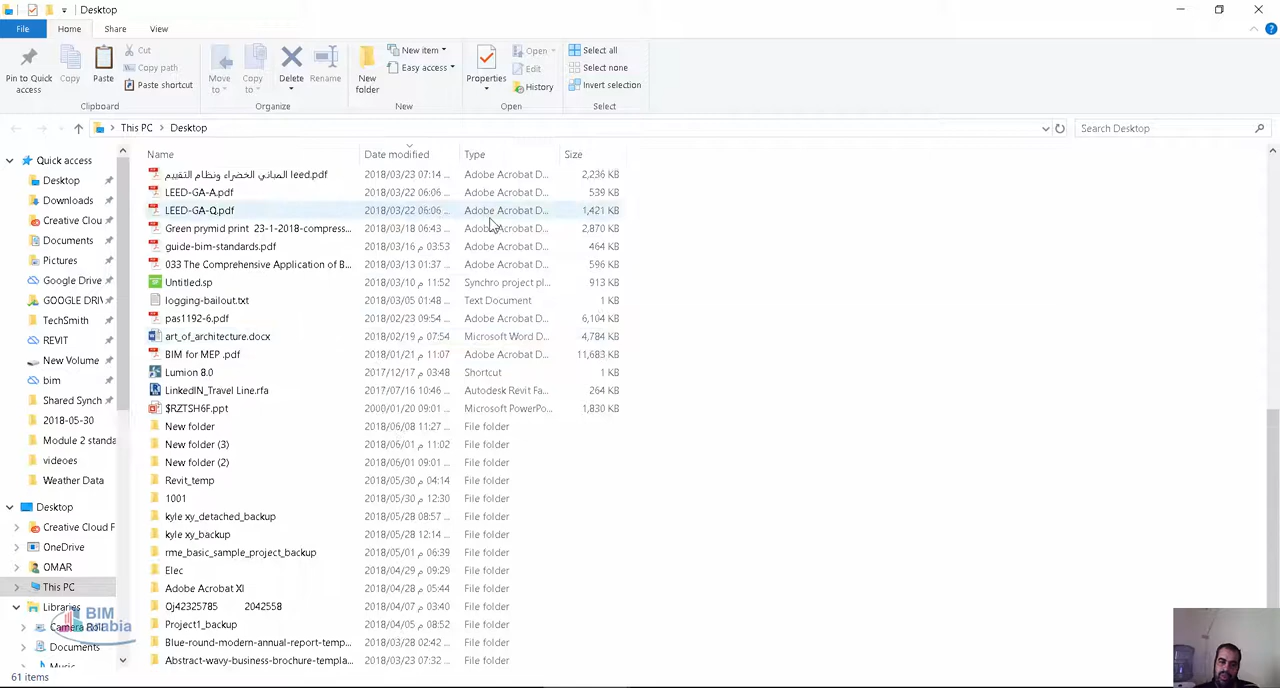 Desktop
File Home Share View
Pin to Quick access
Copy
Paste
Cut
Copy path
Paste shortcut
Clipboard
Move to
Copy to
Delete
Rename
Organize
New folder
New item
Easy access
New
Properties
Open
Edit
History
Open
Select all
Select none
Invert selection
Select
This PC > Desktop
Search Desktop
Quick access
Desktop
Downloads
Creative Clou
Documents
Pictures
Google Drive
GOOGLE DRIV
TechSmith
REVIT
New Volume
bim
Shared Synch
2018-05-30
Module 2 standa
videoes
Weather Data
Desktop
Creative Cloud F
OneDrive
OMAR
This PC
Libraries
Camera Roll
Documents
Music
BIM
arabia
Name Date modified Type Size
المباني الخضراء ونظام التقييم leed.pdf 2018/03/23 07:14 ... Adobe Acrobat D... 2,236 KB
LEED-GA-A.pdf 2018/03/22 06:06 ... Adobe Acrobat D... 539 KB
LEED-GA-Q.pdf 2018/03/22 06:06 ... Adobe Acrobat D... 1,421 KB
Green prymid print 23-1-2018-compress... 2018/03/18 06:43 ... Adobe Acrobat D... 2,870 KB
guide-bim-standards.pdf 2018/03/16 م 03:53 Adobe Acrobat D... 464 KB
033 The Comprehensive Application of B... 2018/03/13 01:37 ... Adobe Acrobat D... 596 KB
Untitled.sp 2018/03/10 م 11:52 Synchro project pl... 913 KB
logging-bailout.txt 2018/03/05 01:48 ... Text Document 1 KB
pas1192-6.pdf 2018/02/23 09:54 ... Adobe Acrobat D... 6,104 KB
art_of_architecture.docx 2018/02/19 م 07:54 Microsoft Word D... 4,784 KB
BIM for MEP .pdf 2018/01/21 م 11:07 Adobe Acrobat D... 11,683 KB
Lumion 8.0 2017/12/17 م 03:48 Shortcut 1 KB
LinkedIN_Travel Line.rfa 2017/07/16 10:46 ... Autodesk Revit Fa... 264 KB
$RZTSH6F.ppt 2000/01/20 09:01 ... Microsoft PowerPo... 1,830 KB
New folder 2018/06/08 11:27 ... File folder
New folder (3) 2018/06/01 م 11:02 File folder
New folder (2) 2018/06/01 09:01 ... File folder
Revit_temp 2018/05/30 م 04:14 File folder
1001 2018/05/30 م 12:30 File folder
kyle xy_detached_backup 2018/05/28 08:57 ... File folder
kyle xy_backup 2018/05/28 م 12:14 File folder
rme_basic_sample_project_backup 2018/05/01 م 06:39 File folder
Elec 2018/04/29 م 09:29 File folder
Adobe Acrobat XI 2018/04/28 م 05:44 File folder
Qj42325785 2042558 2018/04/07 م 03:40 File folder
Project1_backup 2018/04/05 م 08:52 File folder
Blue-round-modern-annual-report-temp... 2018/03/28 02:42 ... File folder
Abstract-wavy-business-brochure-templa... 2018/03/23 07:32 ... File folder
61 items